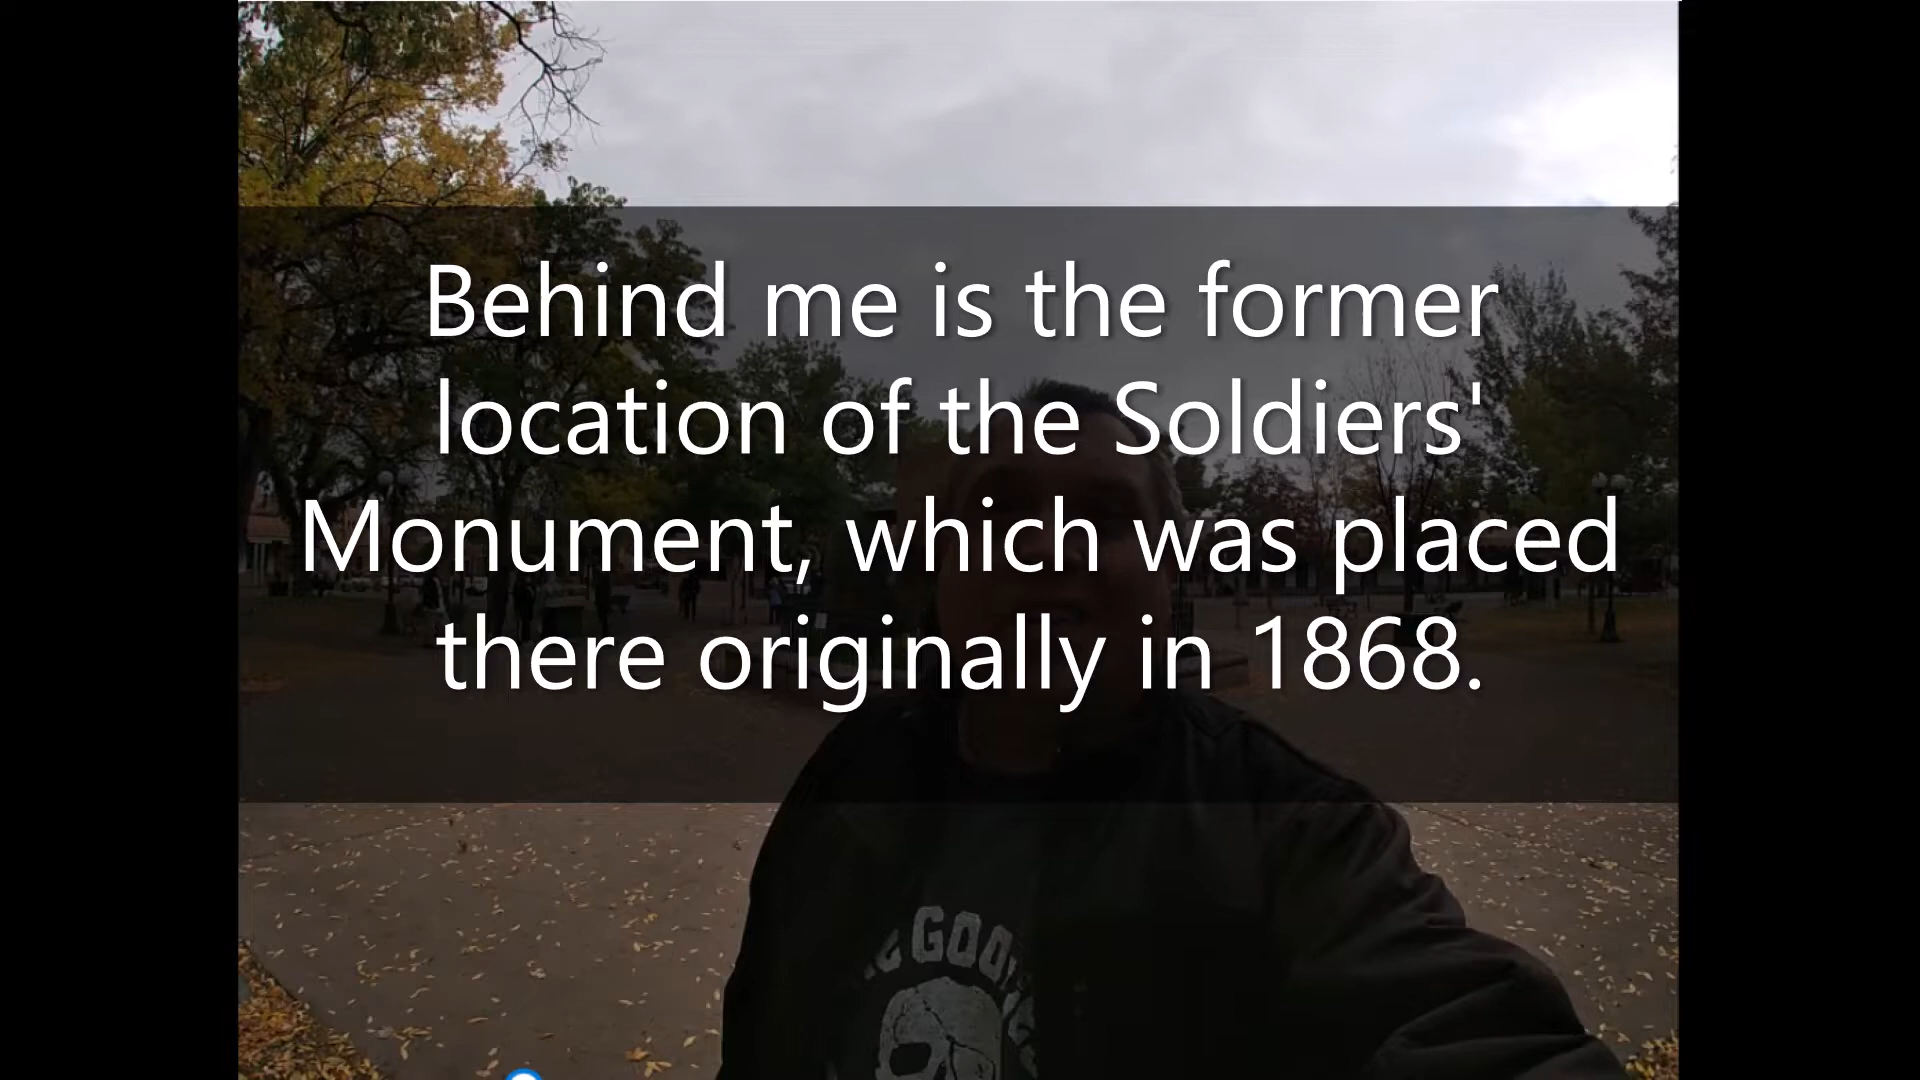 Behind me is the former
location of the Soldiers'
Monument, which was placed
there originally in 1868.